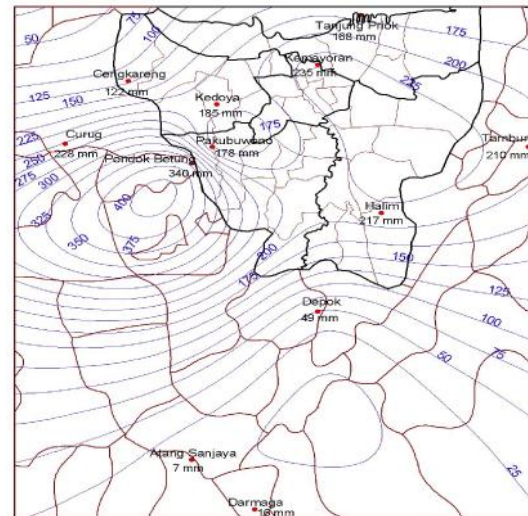 75
100
50
Tanjung Priok
168 mm
175
200
225
Kemayoran
235 mm
Cengkareng
122 mm
125
150
Kedoya
185 mm
225
Curug
228 mm
250
275
300
Pakubuwono
178 mm
175
Pondok Betung
340 mm
Tambun
210 mm
325
400
350
375
Halim
217 mm
200
175
150
125
100
75
50
25
Depok
49 mm
Atang Sanjaya
7 mm
Darmaga
16 mm